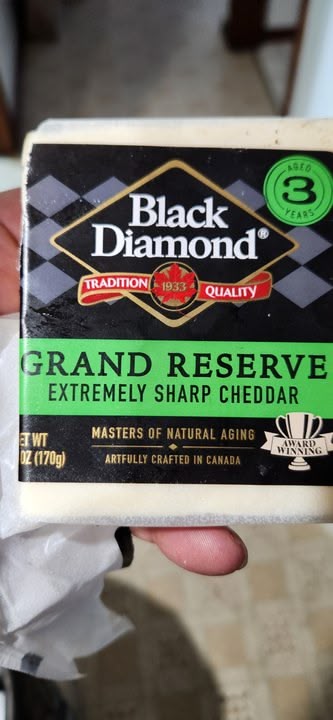 AGED
3
YEARS
Black
Diamond®
TRADITION 1933 QUALITY
GRAND RESERVE
EXTREMELY SHARP CHEDDAR
ET WT
OZ (170g)
MASTERS OF NATURAL AGING
ARTFULLY CRAFTED IN CANADA
AWARD
WINNING